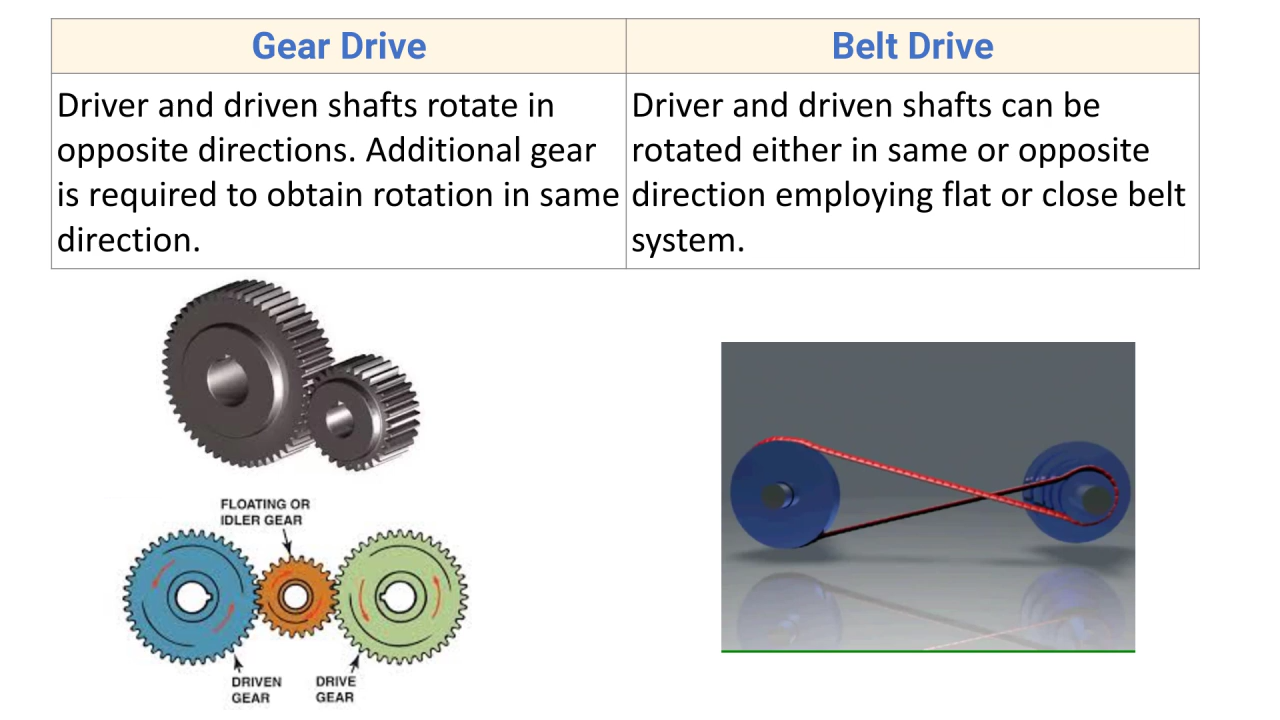 Gear Drive
Belt Drive
Driver and driven shafts rotate in
opposite directions. Additional gear
is required to obtain rotation in same
direction.
Driver and driven shafts can be
rotated either in same or opposite
direction employing flat or close belt
system.
FLOATING OR
IDLER GEAR
DRIVEN
GEAR
DRIVE
GEAR